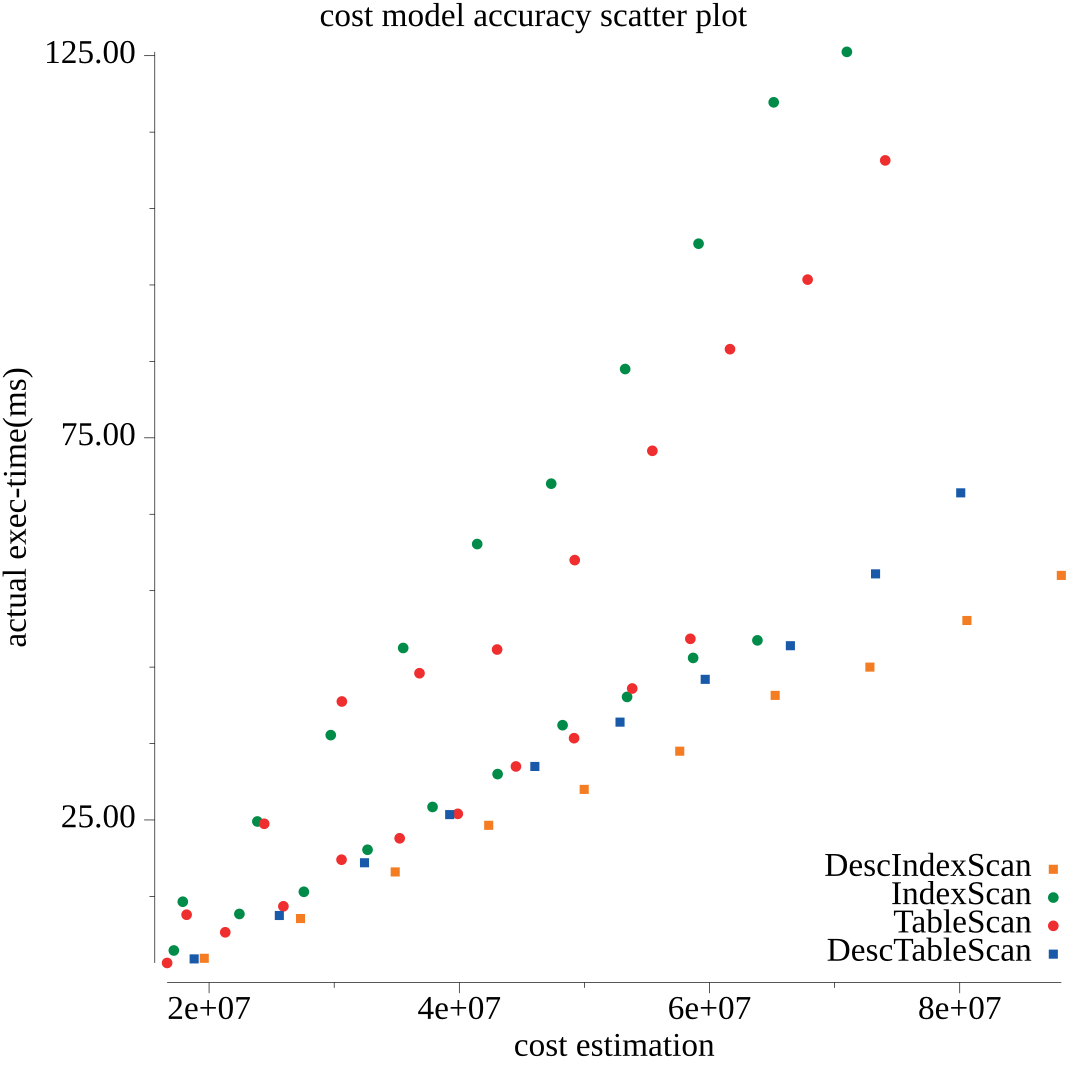 cost model accuracy scatter plot
125.00
75.00
25.00
actual exec-time(ms)
DescIndexScan
IndexScan
TableScan
DescTableScan
2e+07 4e+07 6e+07 8e+07
cost estimation